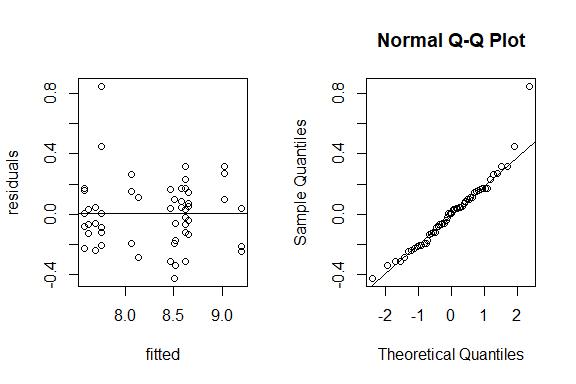 Normal Q-Q Plot
residuals
-0.4
0.0
0.4
0.8
8.0 8.5 9.0
fitted
Sample Quantiles
-0.4
0.0
0.4
0.8
-2 -1 0 1 2
Theoretical Quantiles